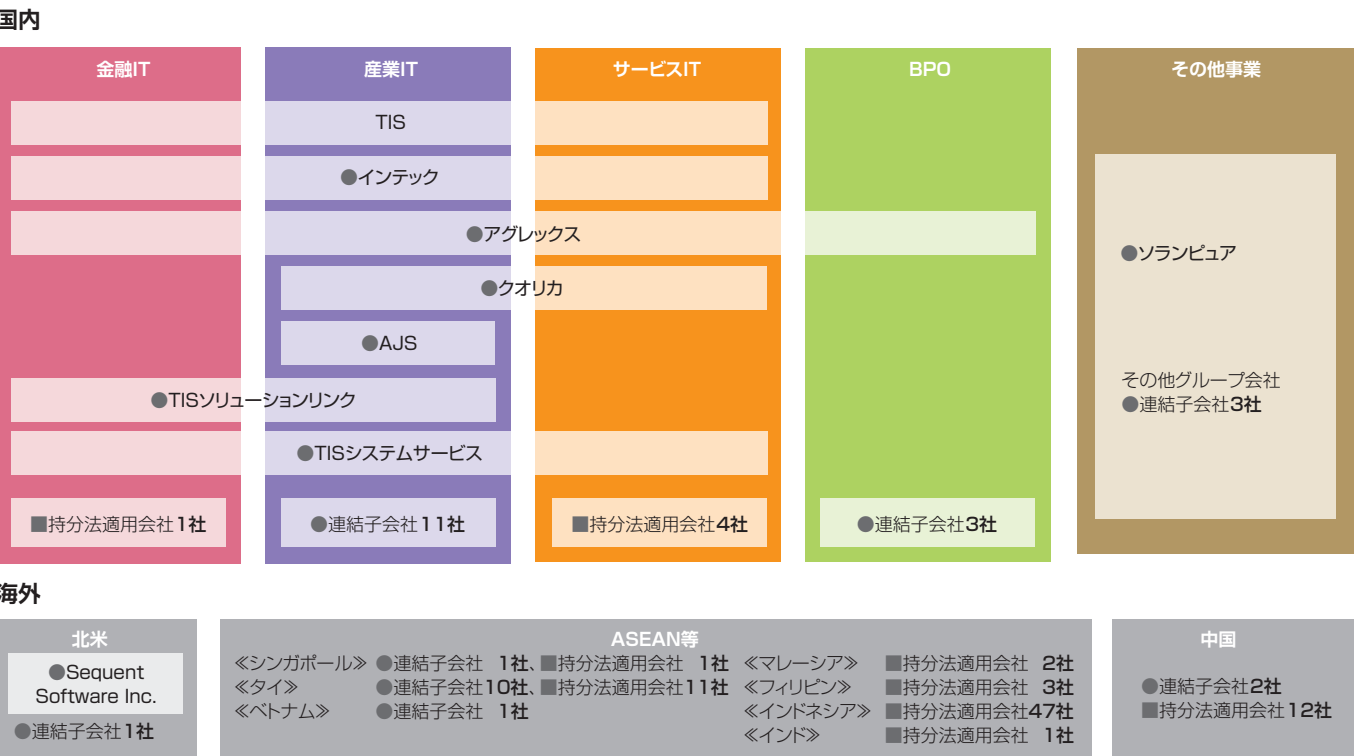 国内
金融IT
産業IT
サービスIT
BPO
その他事業
TIS
●インテック
●アグレックス
●クオリカ
●AJS
●TISソリューションリンク
●TISシステムサービス
■持分法適用会社1社
●連結子会社11社
■持分法適用会社4社
●連結子会社3社
●ソランピュア
その他グループ会社
●連結子会社3社
海外
北米
●Sequent
Software Inc.
●連結子会社1社
ASEAN等
≪シンガポール≫ ●連結子会社 1社、■持分法適用会社 1社
≪タイ≫ ●連結子会社10社、■持分法適用会社11社
≪ベトナム≫ ●連結子会社 1社
≪マレーシア≫ ■持分法適用会社 2社
≪フィリピン≫ ■持分法適用会社 3社
≪インドネシア≫ ■持分法適用会社47社
≪インド≫ ■持分法適用会社 1社
中国
●連結子会社2社
■持分法適用会社12社